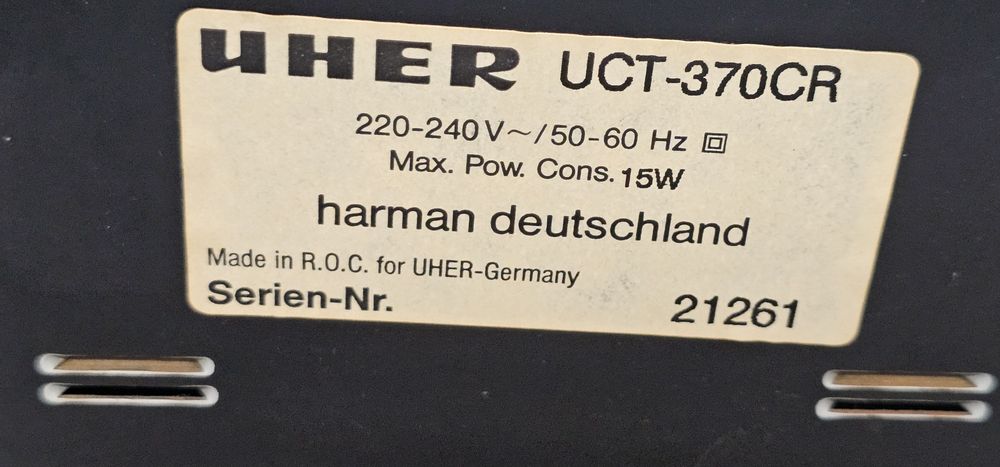 UHER UCT-370CR
220-240V~/50-60 Hz
Max. Pow. Cons. 15W
harman deutschland
Made in R.O.C. for UHER-Germany
Serien-Nr. 21261